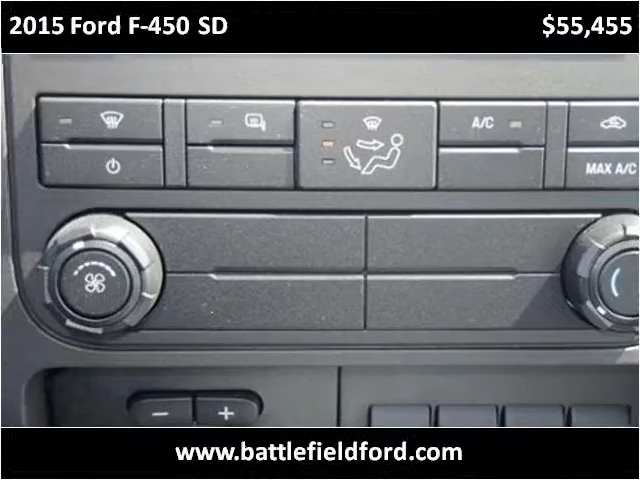 2015 Ford F-450 SD $55,455
A/C
MAX A/C
- +
www.battlefieldford.com